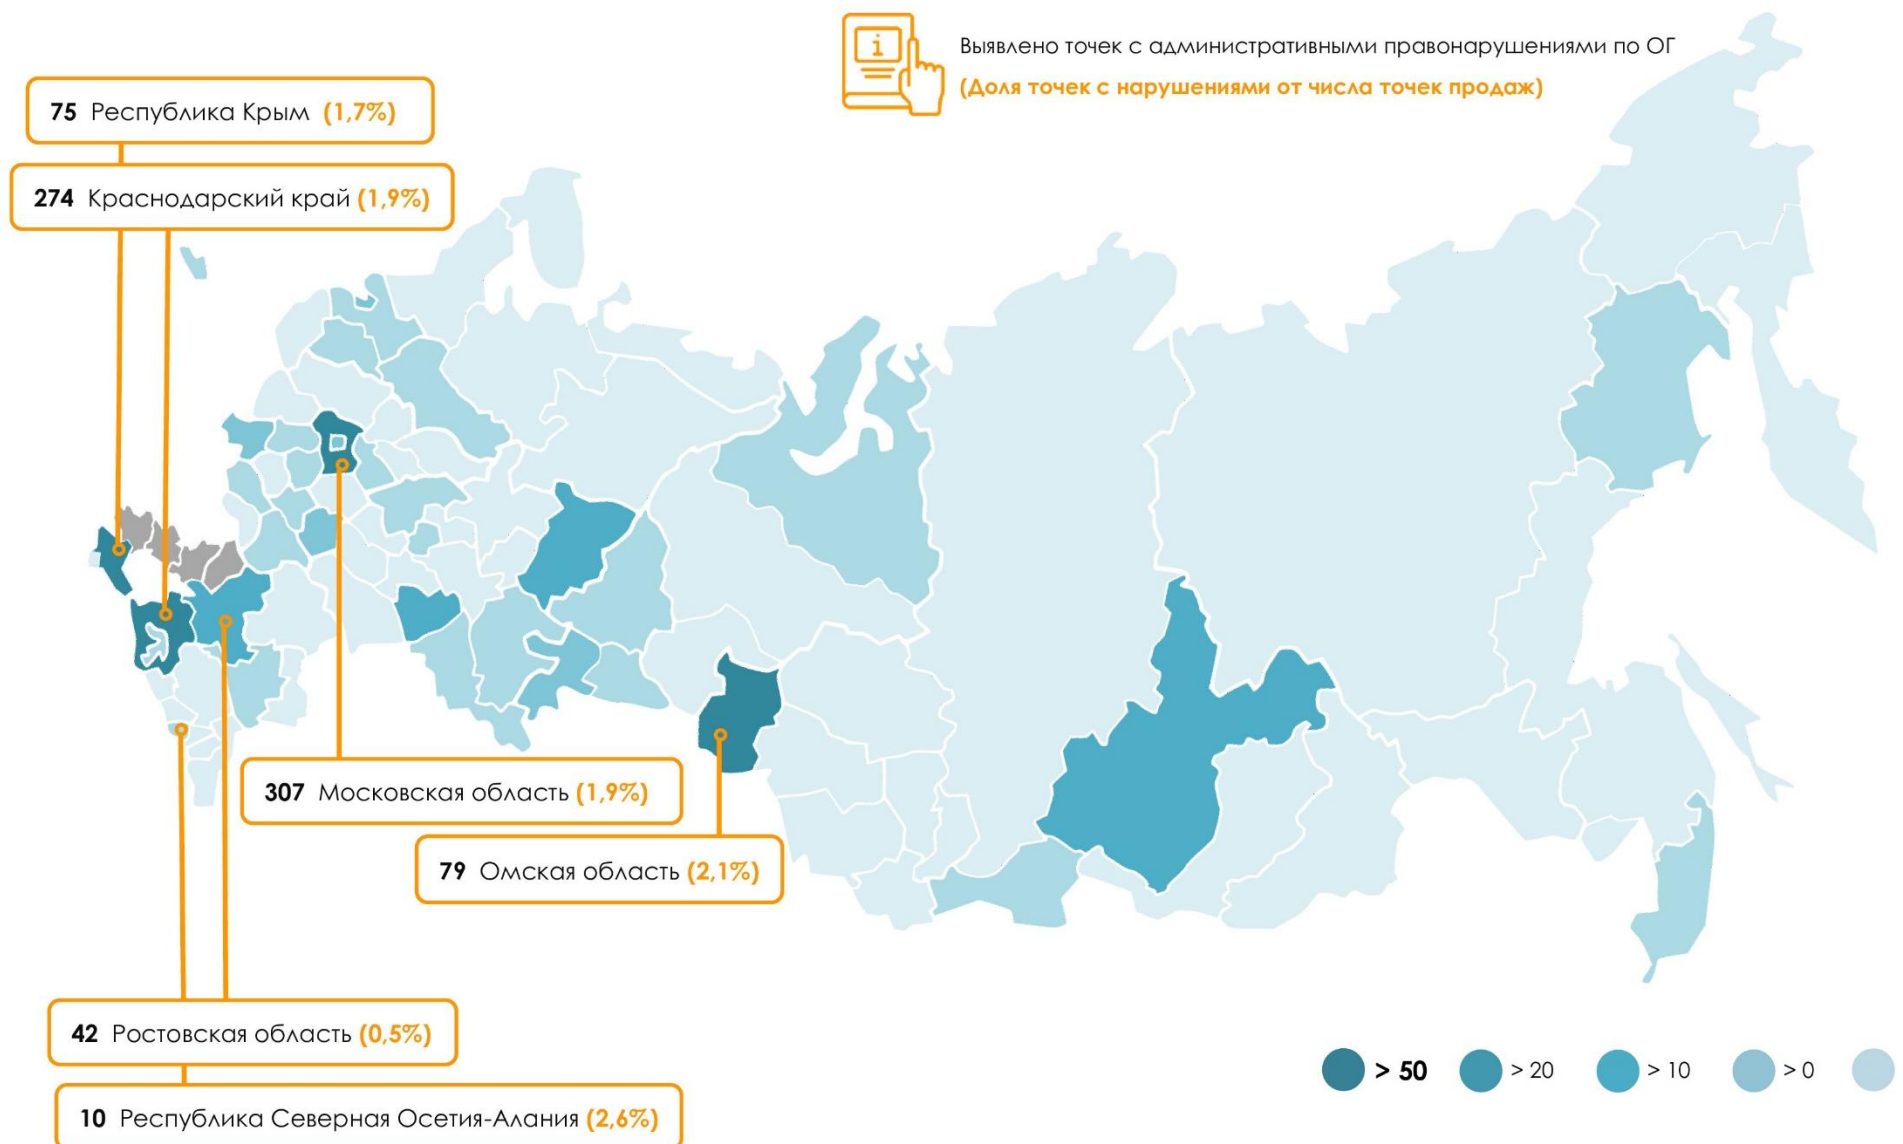 Выявлено точек с административными правонарушениями по ОГ
(Доля точек с нарушениями от числа точек продаж)
75 Республика Крым (1,7%)
274 Краснодарский край (1,9%)
307 Московская область (1,9%)
79 Омская область (2,1%)
42 Ростовская область (0,5%)
10 Республика Северная Осетия-Алания (2,6%)
> 50 > 20 > 10 > 0